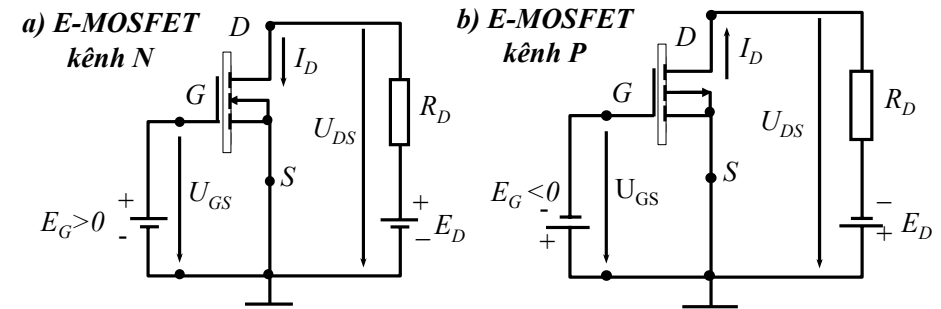 a) E-MOSFET
kênh N
D
I_D
G
R_D
U_DS
S
U_GS
+
E_G>0
-
+
E_D
−
b) E-MOSFET
kênh P
D
I_D
G
R_D
U_DS
S
U_GS
E_G<0
-
+
−
E_D
+